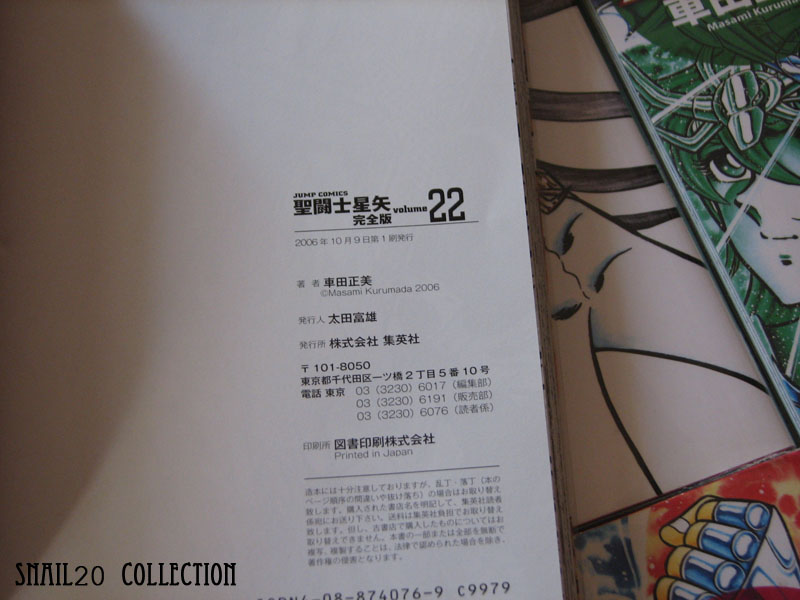 JUMP COMICS
聖闘士星矢 volume 22
完全版
2006年10月9日第1刷発行
著者 車田正美
©Masami Kurumada 2006
発行人 太田富雄
発行所 株式会社 集英社
〒101-8050
東京都千代田区一ツ橋2丁目5番10号
電話 東京 03(3230)6017(編集部)
03(3230)6191(販売部)
03(3230)6076(読者係)
印刷所 図書印刷株式会社
Printed in Japan
造本には十分注意しておりますが、乱丁・落丁(本の
ページ順序の間違いや抜け落ち)の場合はお取り替え
致します。購入された書店名を明記して、集英社読者
係宛にお送り下さい。送料は集英社負担でお取り替え
致します。但し、古書店で購入したものについてはお
取り替えできません。本書の一部または全部を無断で
複写、複製することは、法律で認められた場合を除き、
著作権の侵害となります。
ISBN4-08-874076-9 C9979
車田
Masami Kuruma
SNAIL20 COLLECTION